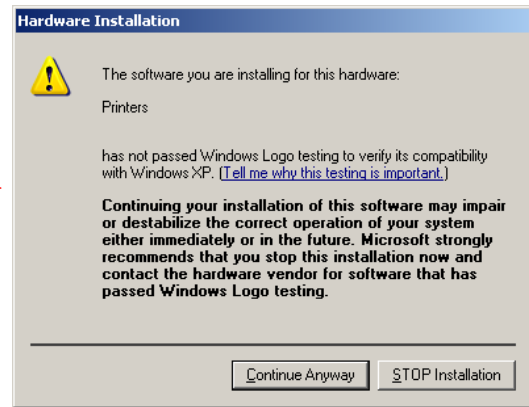 Hardware Installation
The software you are installing for this hardware:
Printers
has not passed Windows Logo testing to verify its compatibility
with Windows XP. (Tell me why this testing is important.)
Continuing your installation of this software may impair
or destabilize the correct operation of your system
either immediately or in the future. Microsoft strongly
recommends that you stop this installation now and
contact the hardware vendor for software that has
passed Windows Logo testing.
Continue Anyway
STOP Installation